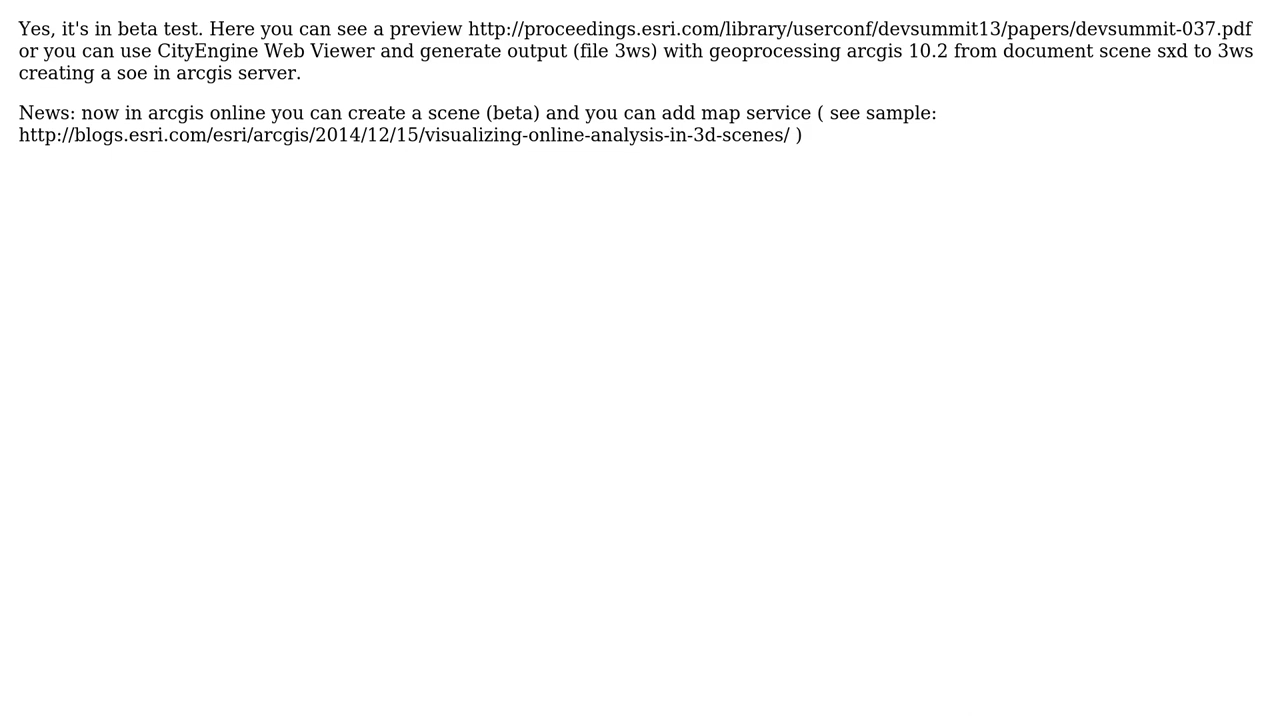 Yes, it's in beta test. Here you can see a preview http://proceedings.esri.com/library/userconf/devsummit13/papers/devsummit-037.pdf
or you can use CityEngine Web Viewer and generate output (file 3ws) with geoprocessing arcgis 10.2 from document scene sxd to 3ws
creating a soe in arcgis server.
News: now in arcgis online you can create a scene (beta) and you can add map service ( see sample:
http://blogs.esri.com/esri/arcgis/2014/12/15/visualizing-online-analysis-in-3d-scenes/ )